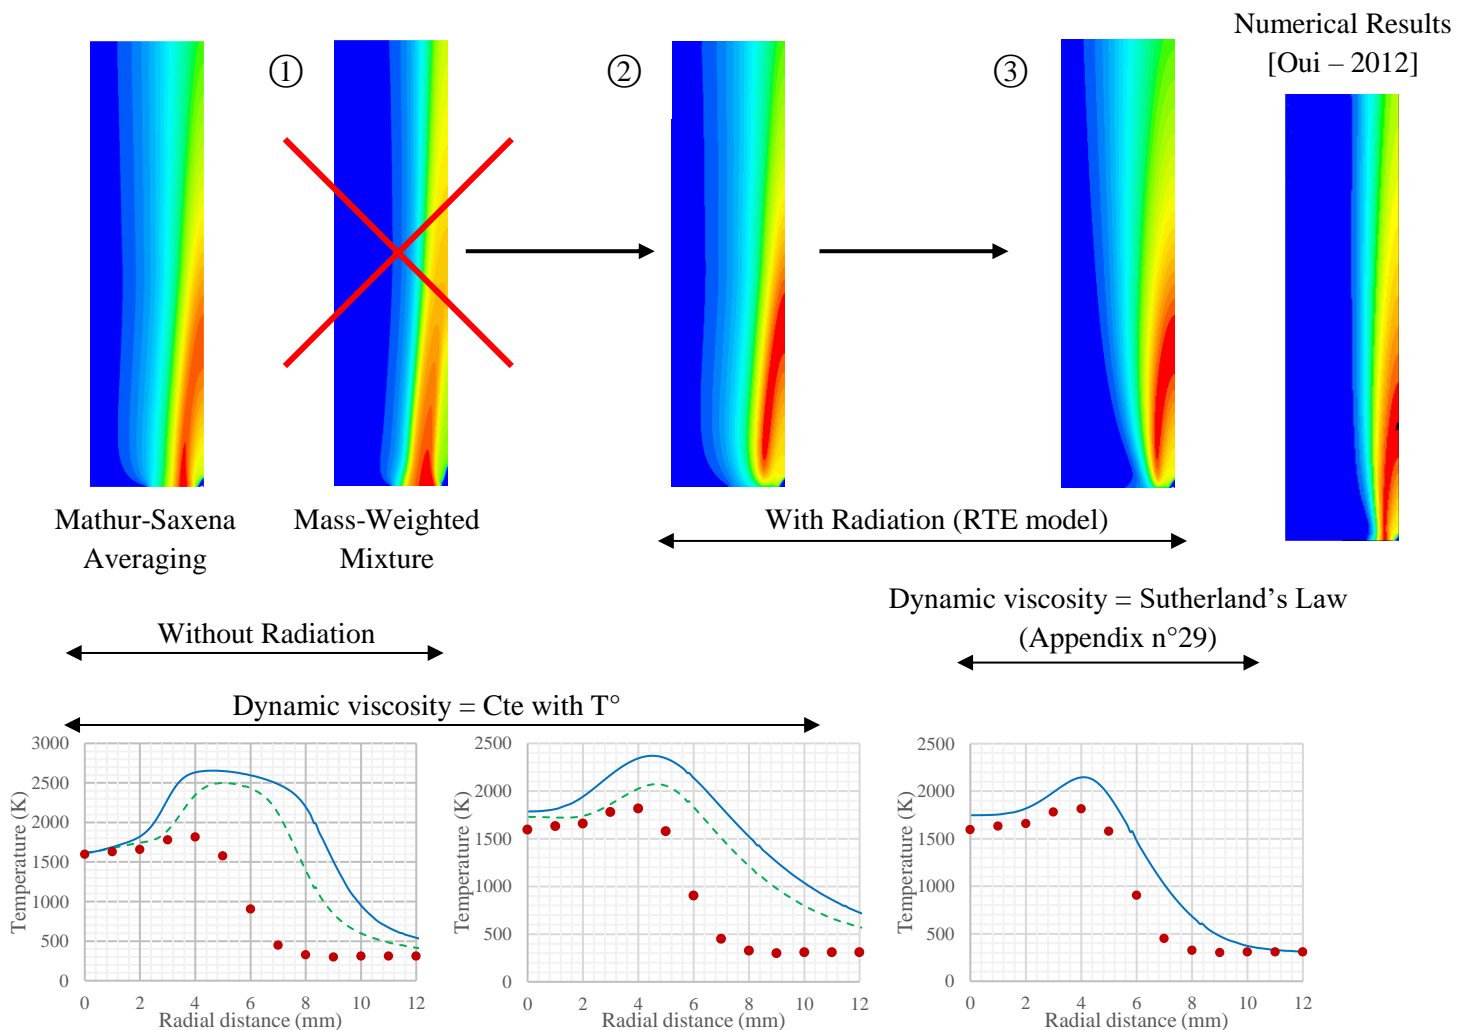 Numerical Results
[Oui – 2012]
①
②
③
Mathur-Saxena
Averaging
Mass-Weighted
Mixture
With Radiation (RTE model)
Dynamic viscosity = Sutherland's Law
(Appendix n°29)
Without Radiation
Dynamic viscosity = Cte with T°
3000
2500
2000
1500
1000
500
0
Temperature (K)
0 2 4 6 8 10 12
Radial distance (mm)
2500
2000
1500
1000
500
0
Temperature (K)
0 2 4 6 8 10 12
Radial distance (mm)
2500
2000
1500
1000
500
0
Temperature (K)
0 2 4 6 8 10 12
Radial distance (mm)